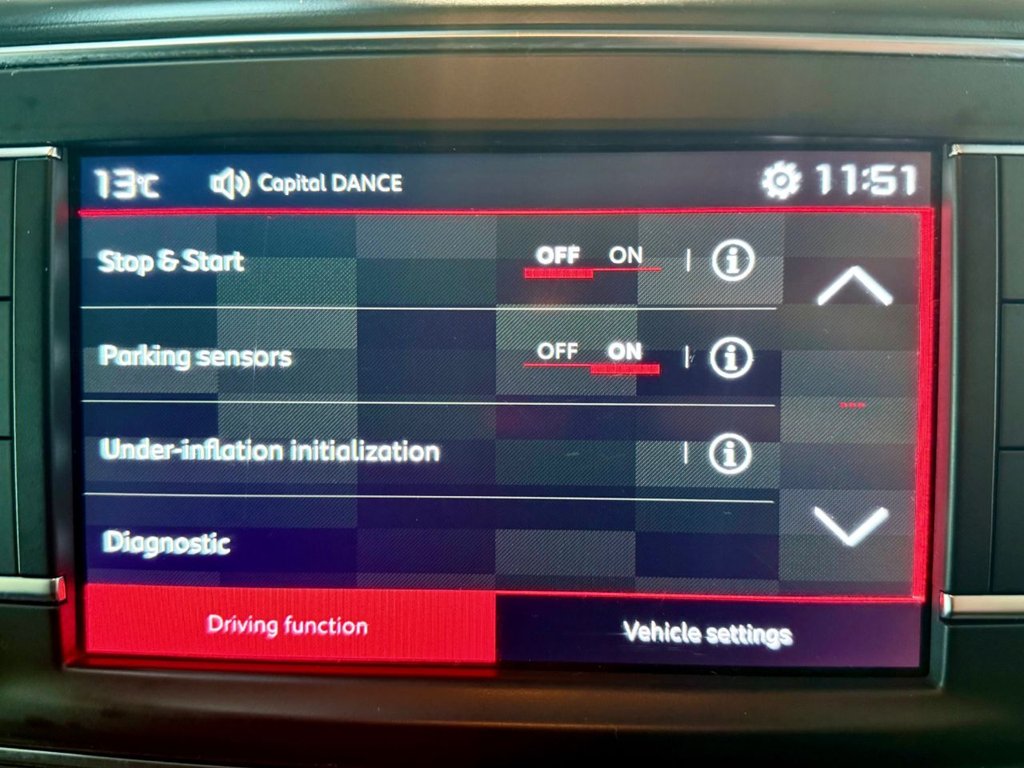 13°C Capital DANCE 11:51
Stop & Start OFF ON i
Parking sensors OFF ON i
Under-inflation initialization i
Diagnostic
Driving function Vehicle settings